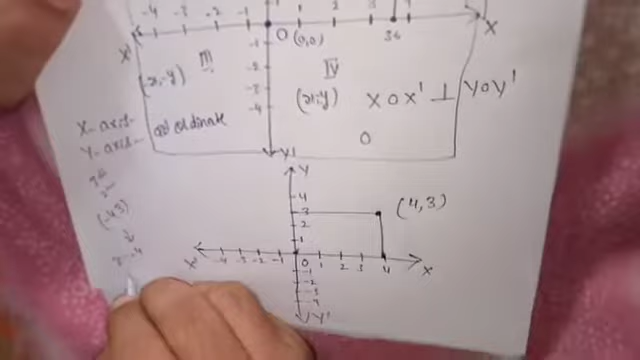 -4 -3 -2 -1 1 2 3 4
X' O (0,0) 3.6 X
-1
-2
-3
-4
III IV
(-x,-y) (x,-y) XOX' ⊥ YOY'
O
X-axis-
Y-axis-
Y'
Y
4
3
2
1
(4,3)
(-4,3)
X' -4 -3 -2 -1 0 1 2 3 4 X
-1
-2
-3
-4
Y'